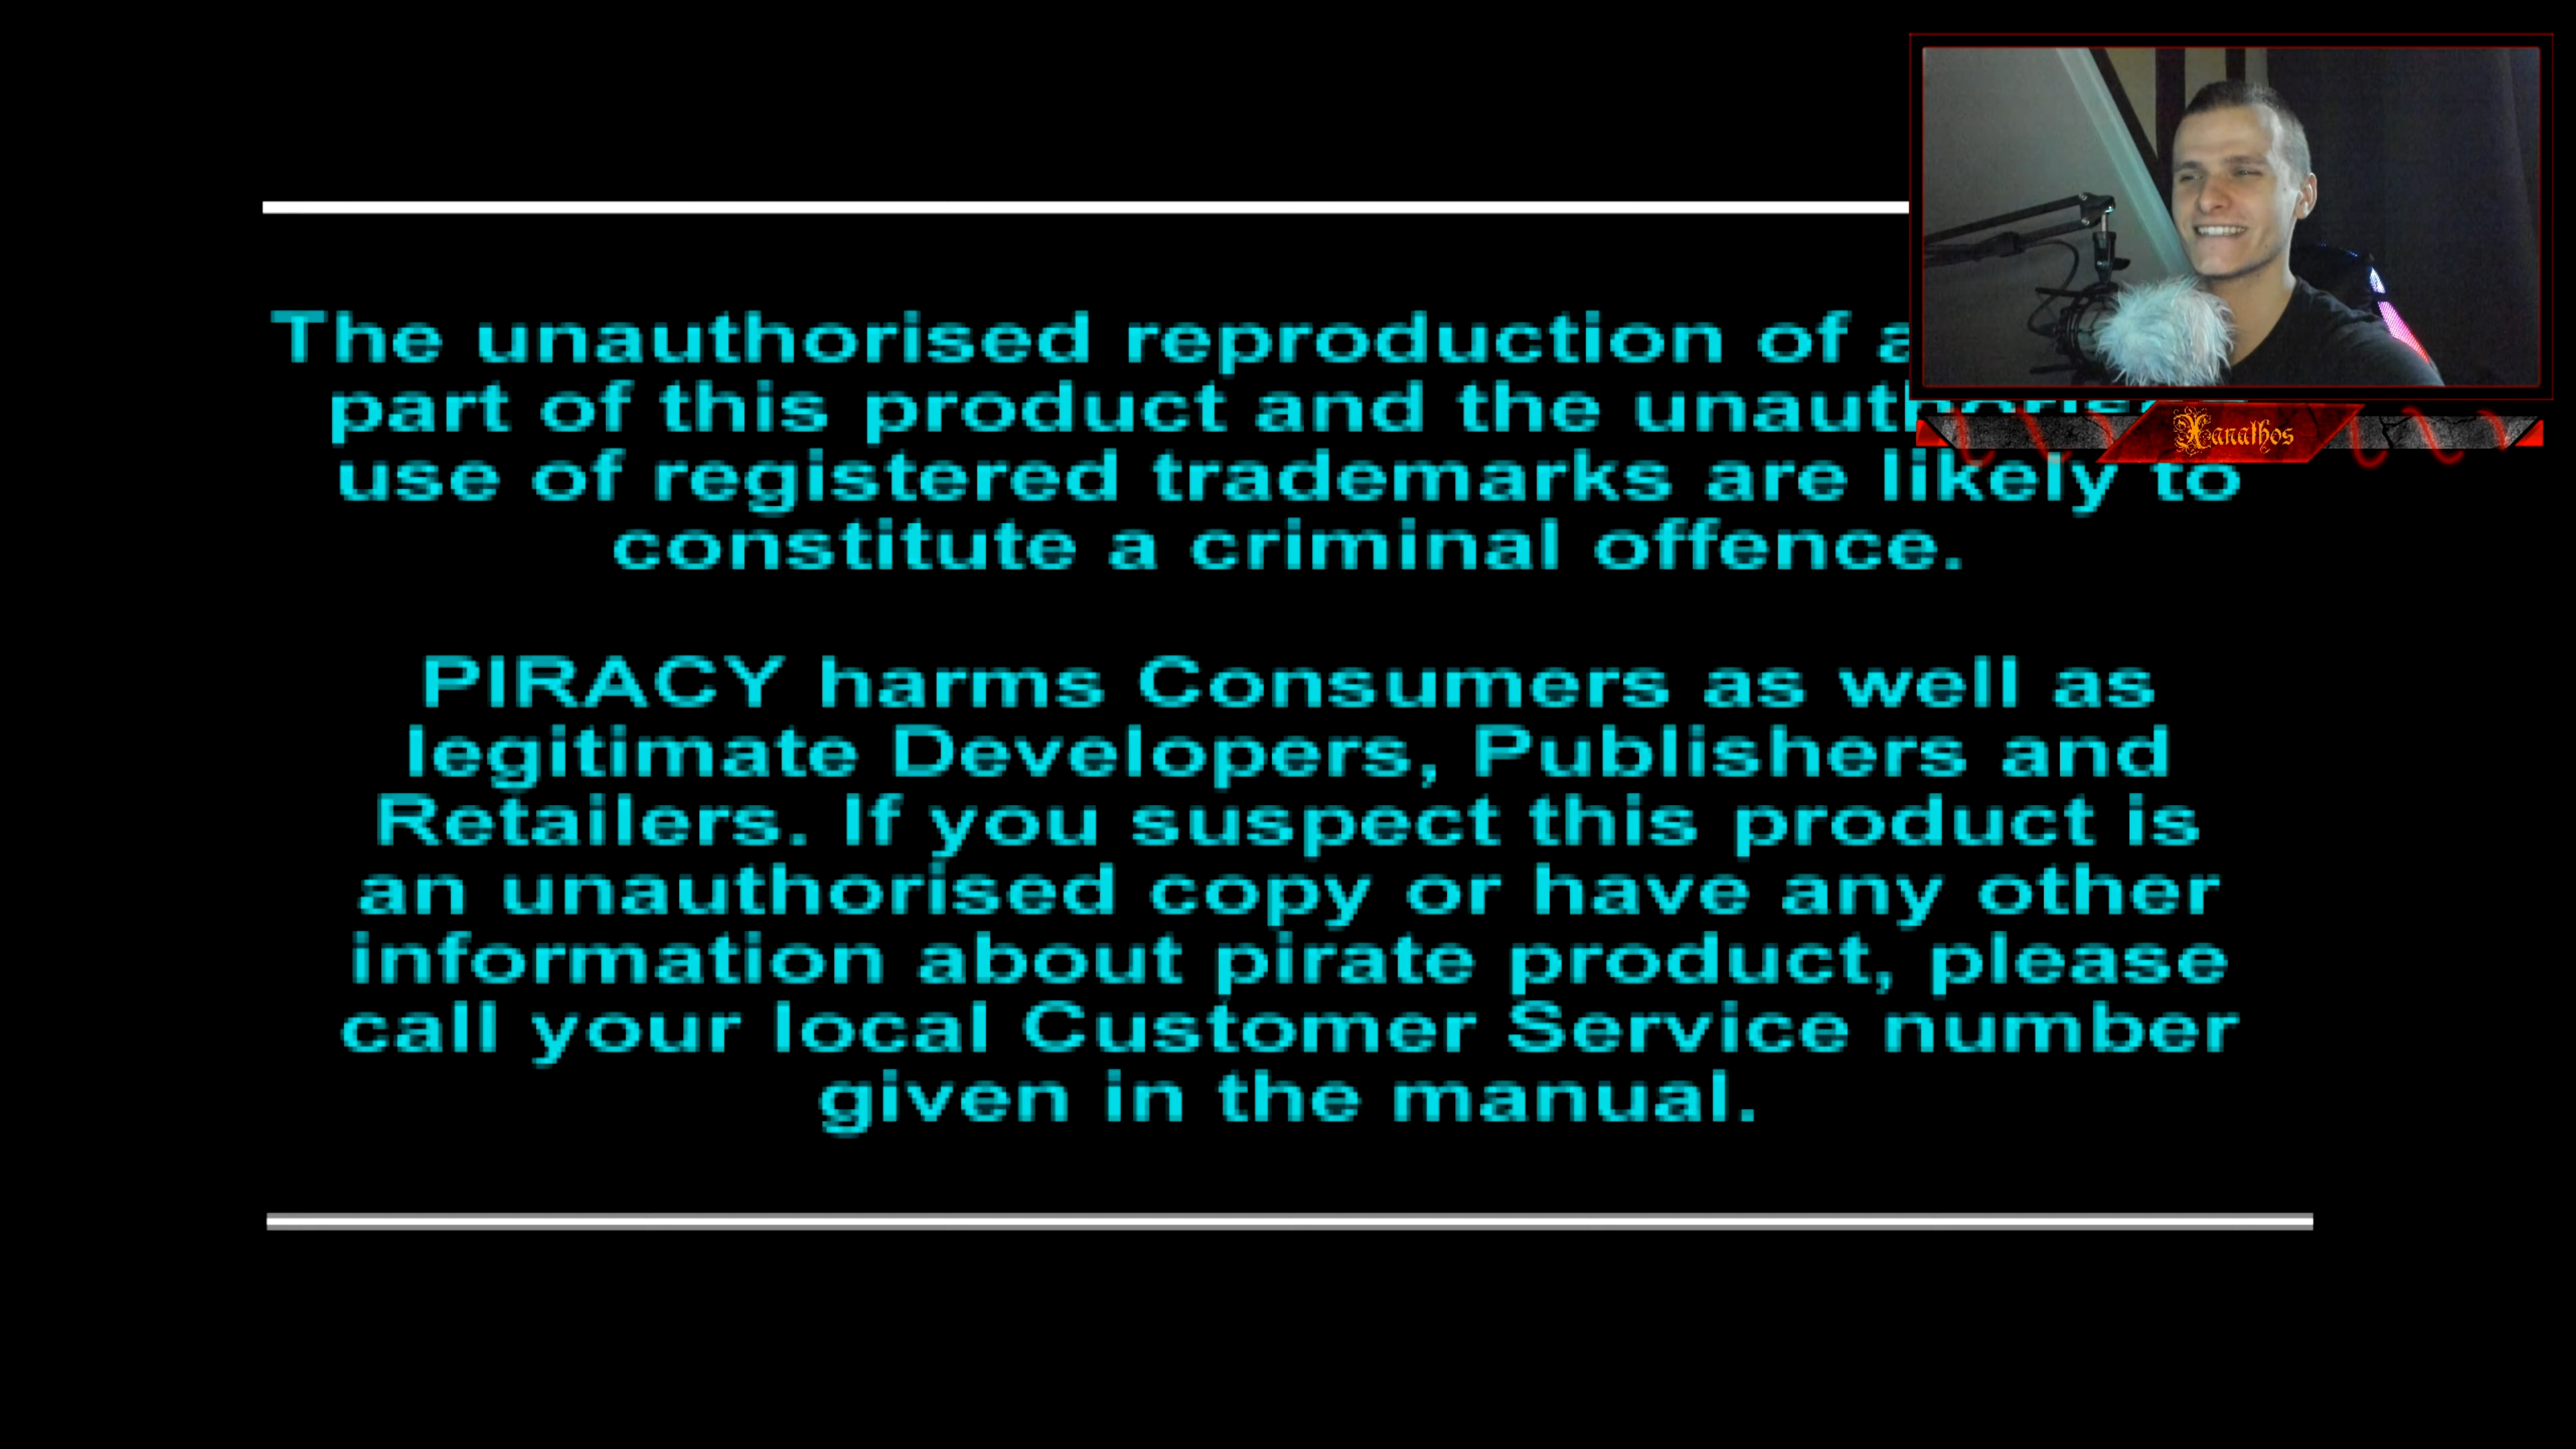 The unauthorised reproduction of
part of this product and the
use of registered trademarks are likely to
constitute a criminal offence.
PIRACY harms Consumers as well as
legitimate Developers, Publishers and
Retailers. If you suspect this product is
an unauthorised copy or have any other
information about pirate product, please
call your local Customer Service number
given in the manual.
Xanathos